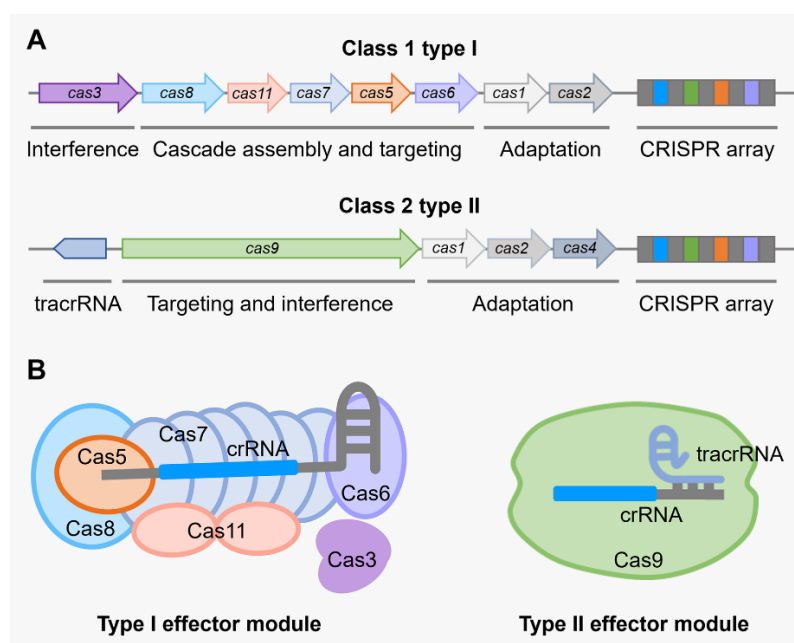 A
Class 1 type I
cas3 cas8 cas11 cas7 cas5 cas6 cas1 cas2
Interference Cascade assembly and targeting Adaptation CRISPR array
Class 2 type II
cas9 cas1 cas2 cas4
tracrRNA Targeting and interference Adaptation CRISPR array
B
Cas7
crRNA
Cas5
Cas6
Cas8
Cas11
Cas3
tracrRNA
crRNA
Cas9
Type I effector module Type II effector module